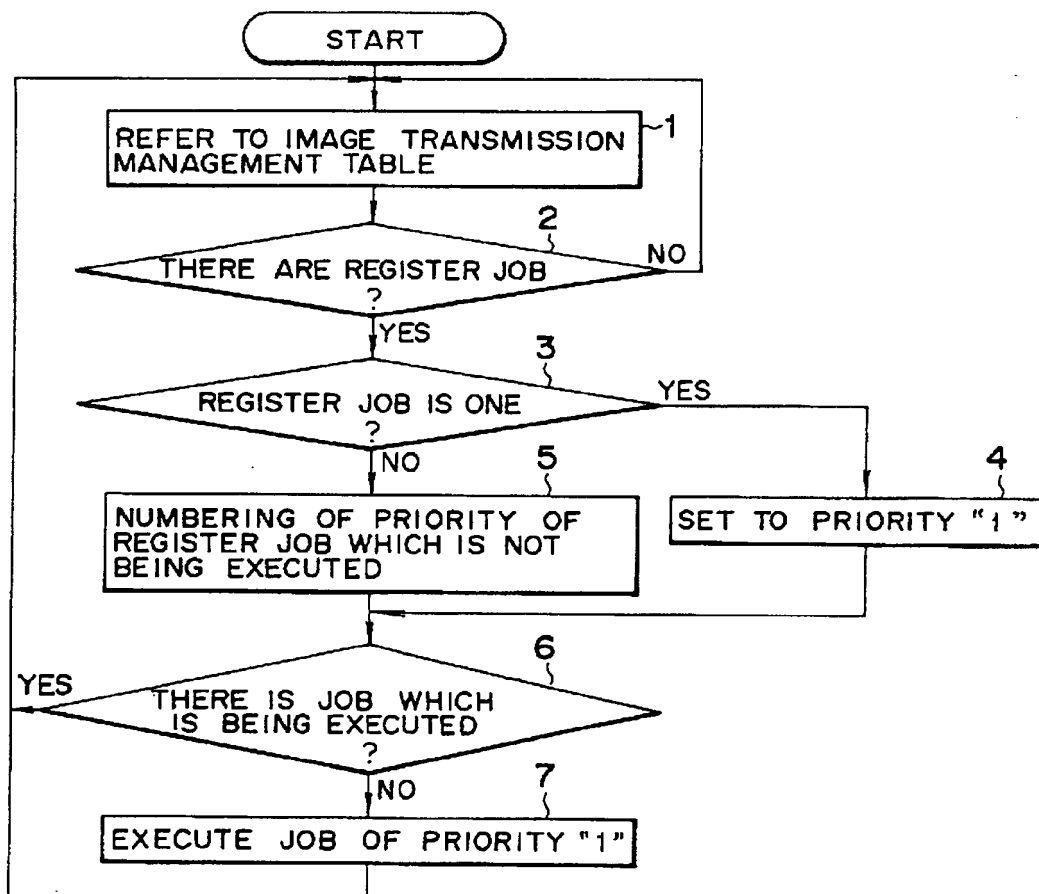 START
1
REFER TO IMAGE TRANSMISSION
MANAGEMENT TABLE
2
NO
THERE ARE REGISTER JOB
?
YES
3
YES
REGISTER JOB IS ONE
?
NO
5
4
NUMBERING OF PRIORITY OF
REGISTER JOB WHICH IS NOT
BEING EXECUTED
SET TO PRIORITY "1"
6
YES
THERE IS JOB WHICH
IS BEING EXECUTED
?
NO
7
EXECUTE JOB OF PRIORITY "1"